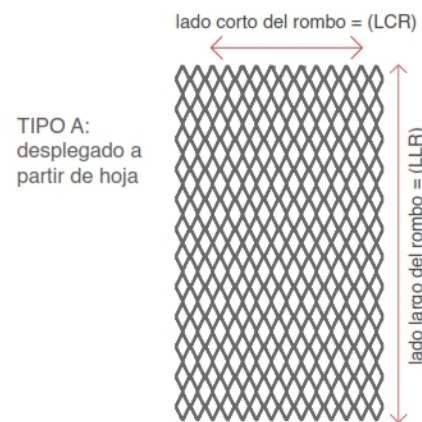 lado corto del rombo = (LCR)
TIPO A:
desplegado a
partir de hoja
lado largo del rombo = (LLR)